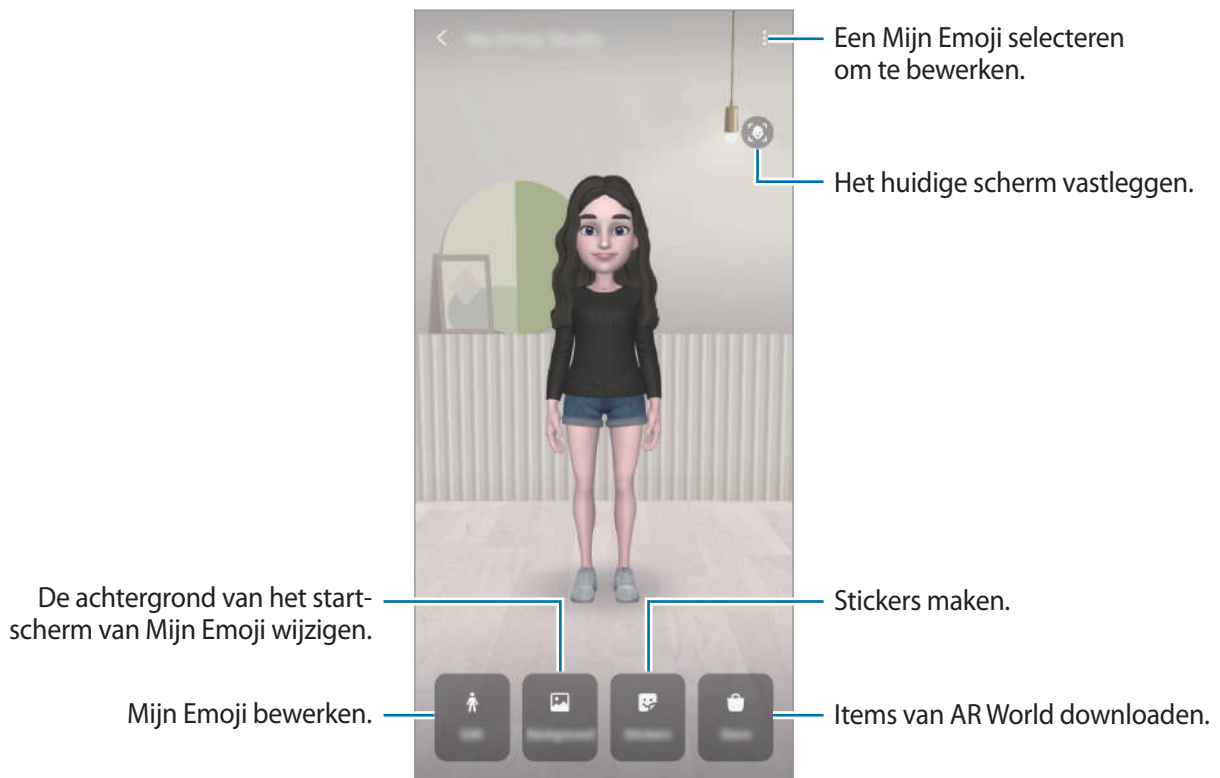 Een Mijn Emoji selecteren
om te bewerken.
Het huidige scherm vastleggen.
De achtergrond van het start-
scherm van Mijn Emoji wijzigen.
Stickers maken.
Mijn Emoji bewerken.
Items van AR World downloaden.